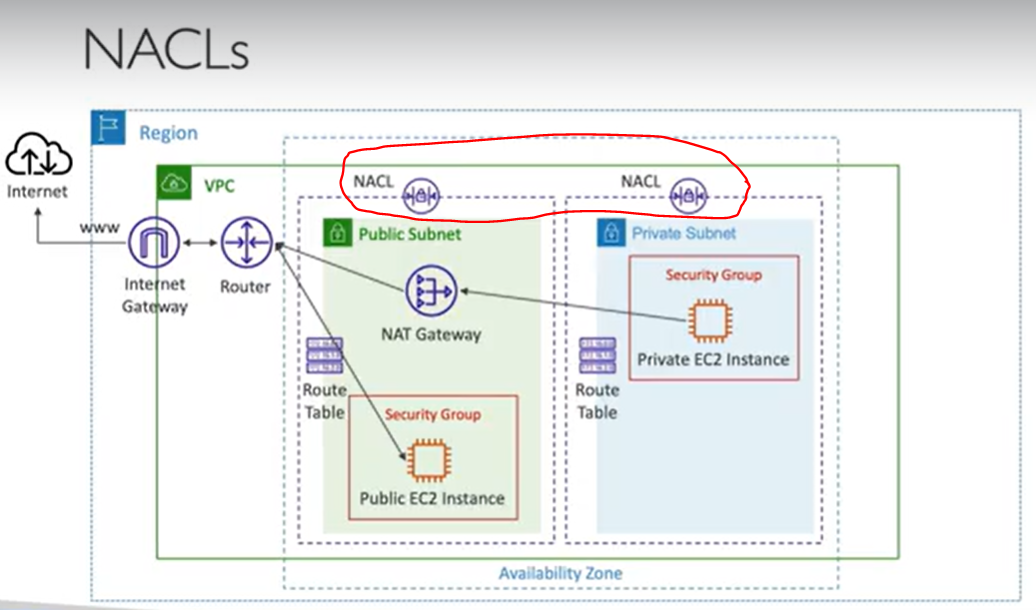 NACLs
Region
Internet
VPC
NACL
NACL
www
Public Subnet
Private Subnet
Security Group
Internet
Gateway
Router
NAT Gateway
Private EC2 Instance
Route
Table
Route
Table
Security Group
Public EC2 Instance
Availability Zone